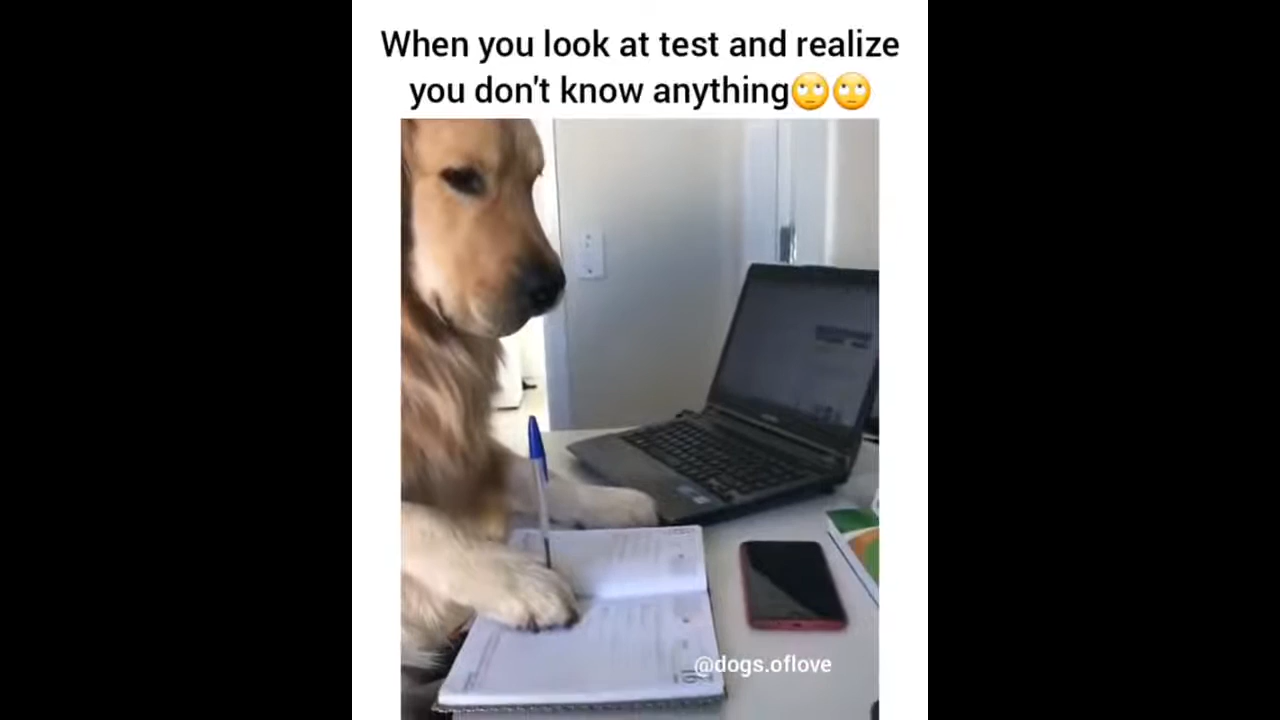 When you look at test and realize
you don't know anything🙄🙄
@dogs.oflove